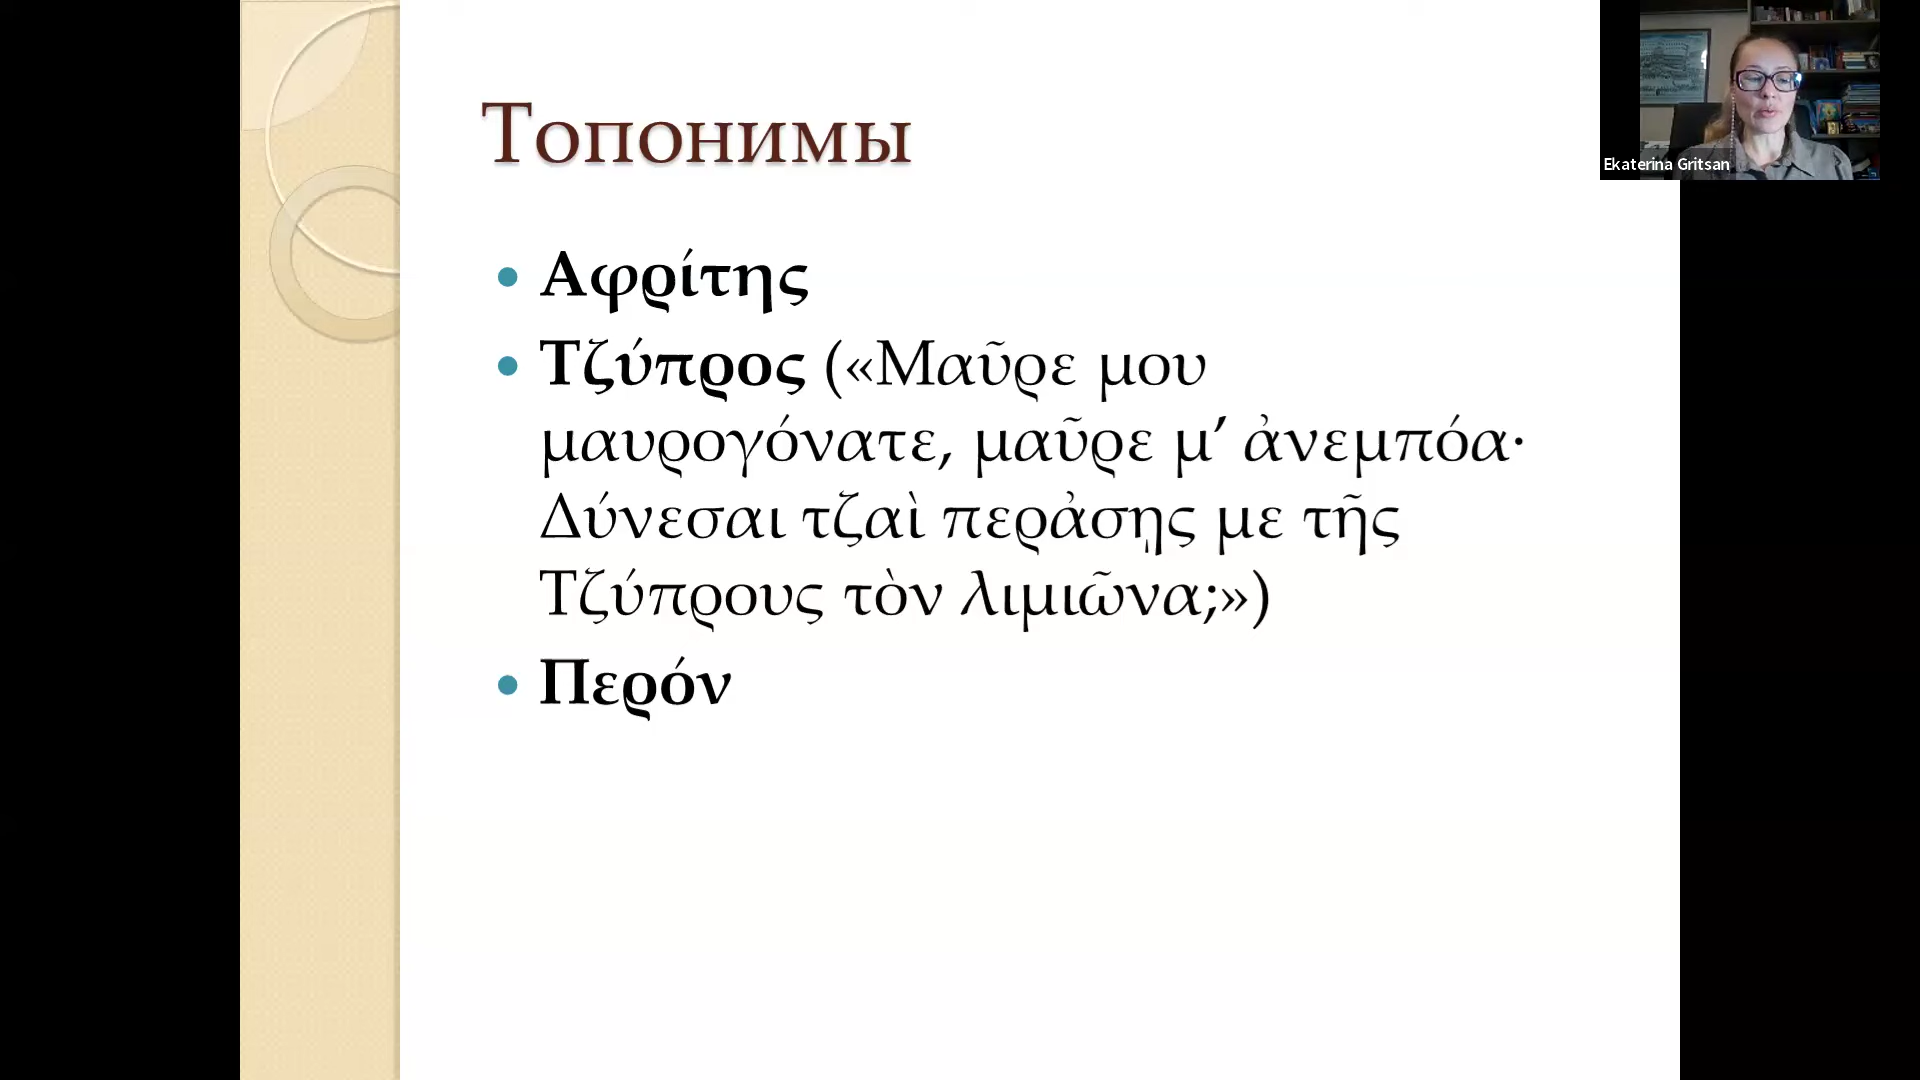 Топонимы
Ekaterina Gritsan
• Αφρίτης
• Τζύπρος («Μαῦρε μου
μαυρογόνατε, μαῦρε μ’ ἀνεμπόα·
Δύνεσαι τζαὶ περἀσῃς με τῆς
Τζύπρους τὸν λιμιῶνα;»)
• Περόν